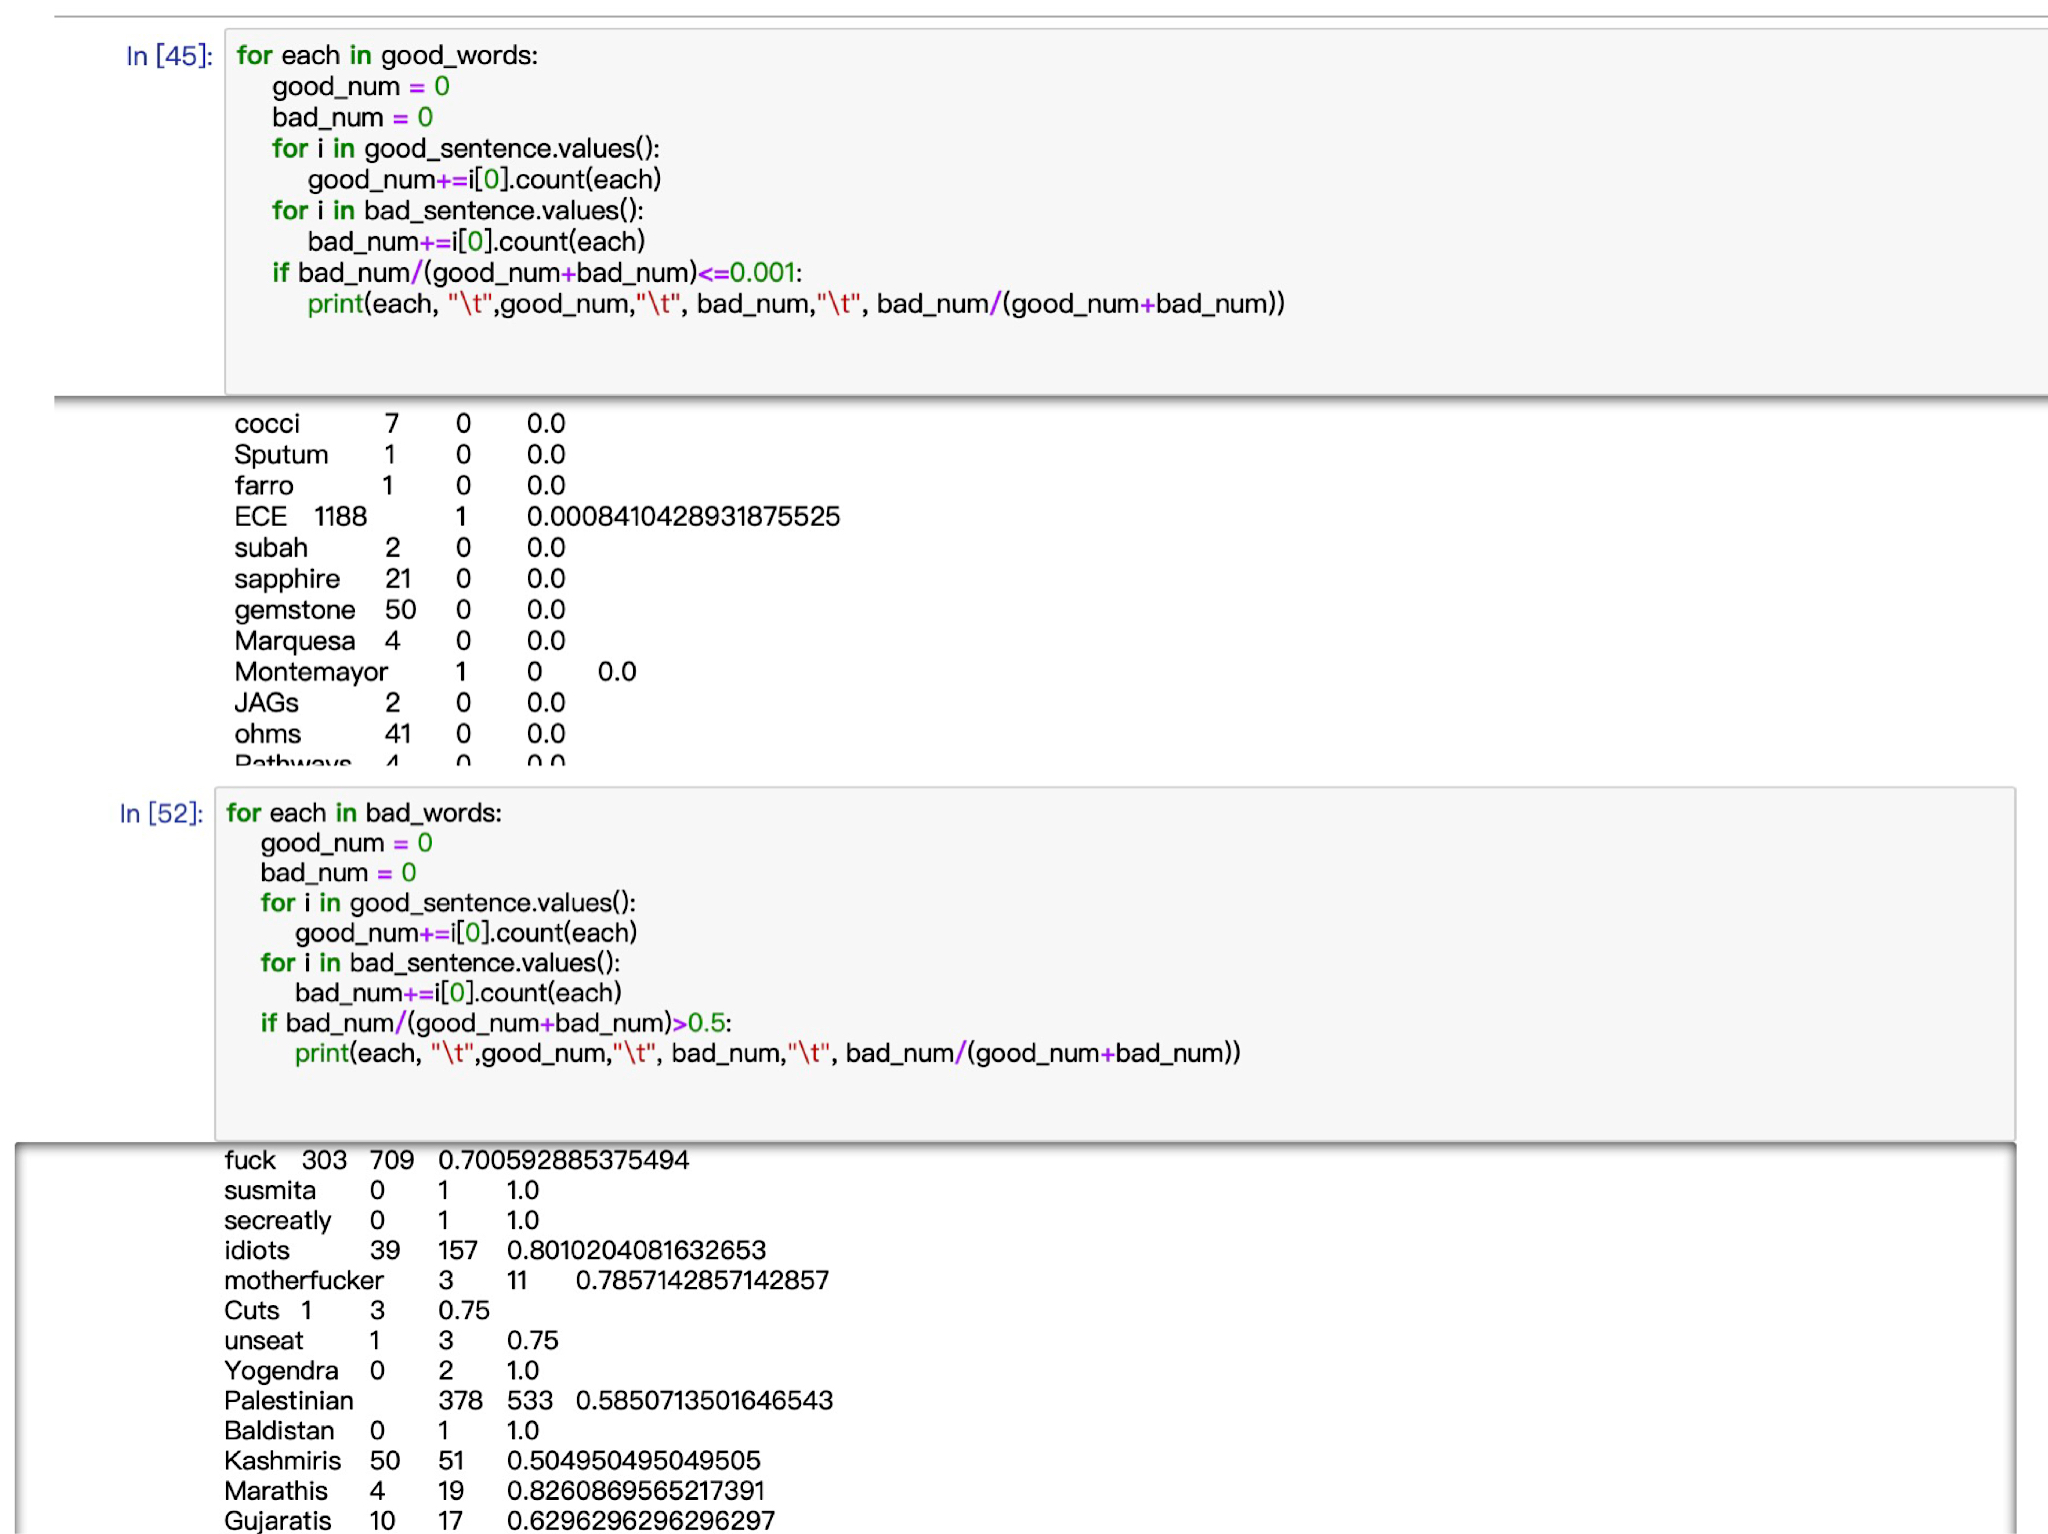 In [45]: for each in good_words:
good_num = 0
bad_num = 0
for i in good_sentence.values():
good_num+=i[0].count(each)
for i in bad_sentence.values():
bad_num+=i[0].count(each)
if bad_num/(good_num+bad_num)<=0.001:
print(each, "\t",good_num,"\t", bad_num,"\t", bad_num/(good_num+bad_num))
cocci 7 0 0.0
Sputum 1 0 0.0
farro 1 0 0.0
ECE 1188 1 0.0008410428931875525
subah 2 0 0.0
sapphire 21 0 0.0
gemstone 50 0 0.0
Marquesa 4 0 0.0
Montemayor 1 0 0.0
JAGs 2 0 0.0
ohms 41 0 0.0
Pathways 4 0 0.0
In [52]: for each in bad_words:
good_num = 0
bad_num = 0
for i in good_sentence.values():
good_num+=i[0].count(each)
for i in bad_sentence.values():
bad_num+=i[0].count(each)
if bad_num/(good_num+bad_num)>0.5:
print(each, "\t",good_num,"\t", bad_num,"\t", bad_num/(good_num+bad_num))
fuck 303 709 0.700592885375494
susmita 0 1 1.0
secreatly 0 1 1.0
idiots 39 157 0.8010204081632653
motherfucker 3 11 0.7857142857142857
Cuts 1 3 0.75
unseat 1 3 0.75
Yogendra 0 2 1.0
Palestinian 378 533 0.5850713501646543
Baldistan 0 1 1.0
Kashmiris 50 51 0.504950495049505
Marathis 4 19 0.8260869565217391
Gujaratis 10 17 0.6296296296296297